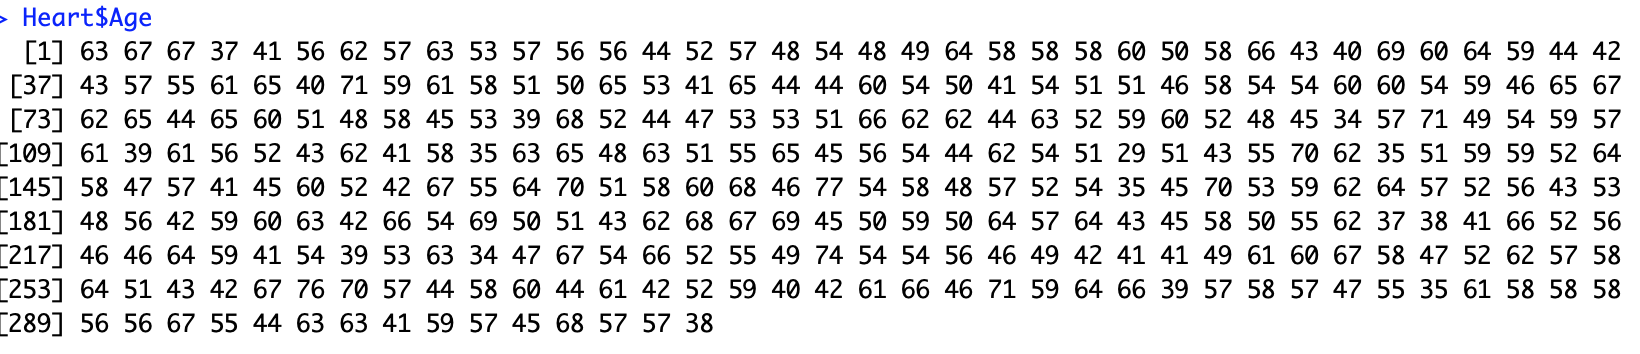 > Heart$Age
[1] 63 67 67 37 41 56 62 57 63 53 57 56 56 44 52 57 48 54 48 49 64 58 58 58 60 50 58 66 43 40 69 60 64 59 44 42
[37] 43 57 55 61 65 40 71 59 61 58 51 50 65 53 41 65 44 44 60 54 50 41 54 51 51 46 58 54 54 60 60 54 59 46 65 67
[73] 62 65 44 65 60 51 48 58 45 53 39 68 52 44 47 53 53 51 66 62 62 44 63 52 59 60 52 48 45 34 57 71 49 54 59 57
[109] 61 39 61 56 52 43 62 41 58 35 63 65 48 63 51 55 65 45 56 54 44 62 54 51 29 51 43 55 70 62 35 51 59 59 52 64
[145] 58 47 57 41 45 60 52 42 67 55 64 70 51 58 60 68 46 77 54 58 48 57 52 54 35 45 70 53 59 62 64 57 52 56 43 53
[181] 48 56 42 59 60 63 42 66 54 69 50 51 43 62 68 67 69 45 50 59 50 64 57 64 43 45 58 50 55 62 37 38 41 66 52 56
[217] 46 46 64 59 41 54 39 53 63 34 47 67 54 66 52 55 49 74 54 54 56 46 49 42 41 41 49 61 60 67 58 47 52 62 57 58
[253] 64 51 43 42 67 76 70 57 44 58 60 44 61 42 52 59 40 42 61 66 46 71 59 64 66 39 57 58 57 47 55 35 61 58 58 58
[289] 56 56 67 55 44 63 63 41 59 57 45 68 57 57 38